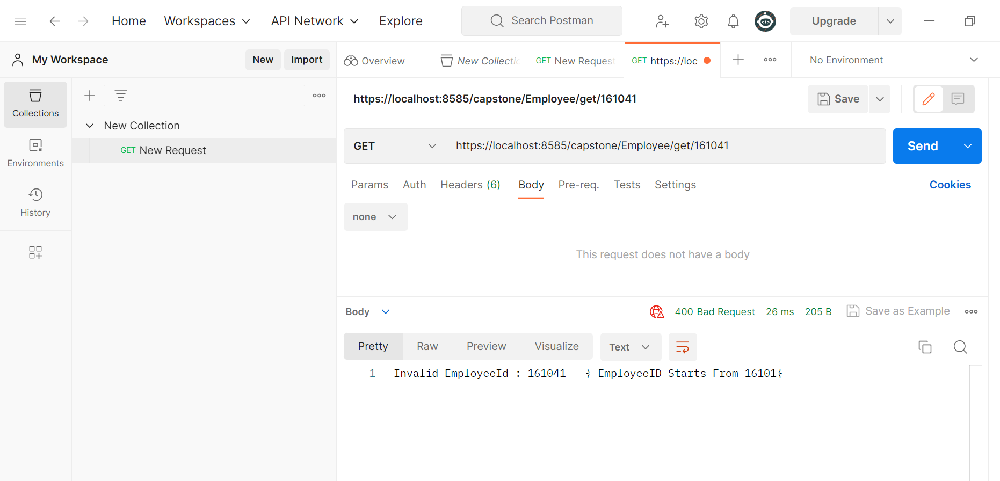 Home Workspaces API Network Explore Search Postman Upgrade
My Workspace New Import
Overview New Collectic GET New Request GET https://loc No Environment
Collections
Environments
History
New Collection
GET New Request
https://localhost:8585/capstone/Employee/get/161041 Save
GET https://localhost:8585/capstone/Employee/get/161041 Send
Params Auth Headers (6) Body Pre-req. Tests Settings Cookies
none
This request does not have a body
Body 400 Bad Request 26 ms 205 B Save as Example
Pretty Raw Preview Visualize Text
1 Invalid EmployeeId : 161041 { EmployeeID Starts From 16101}